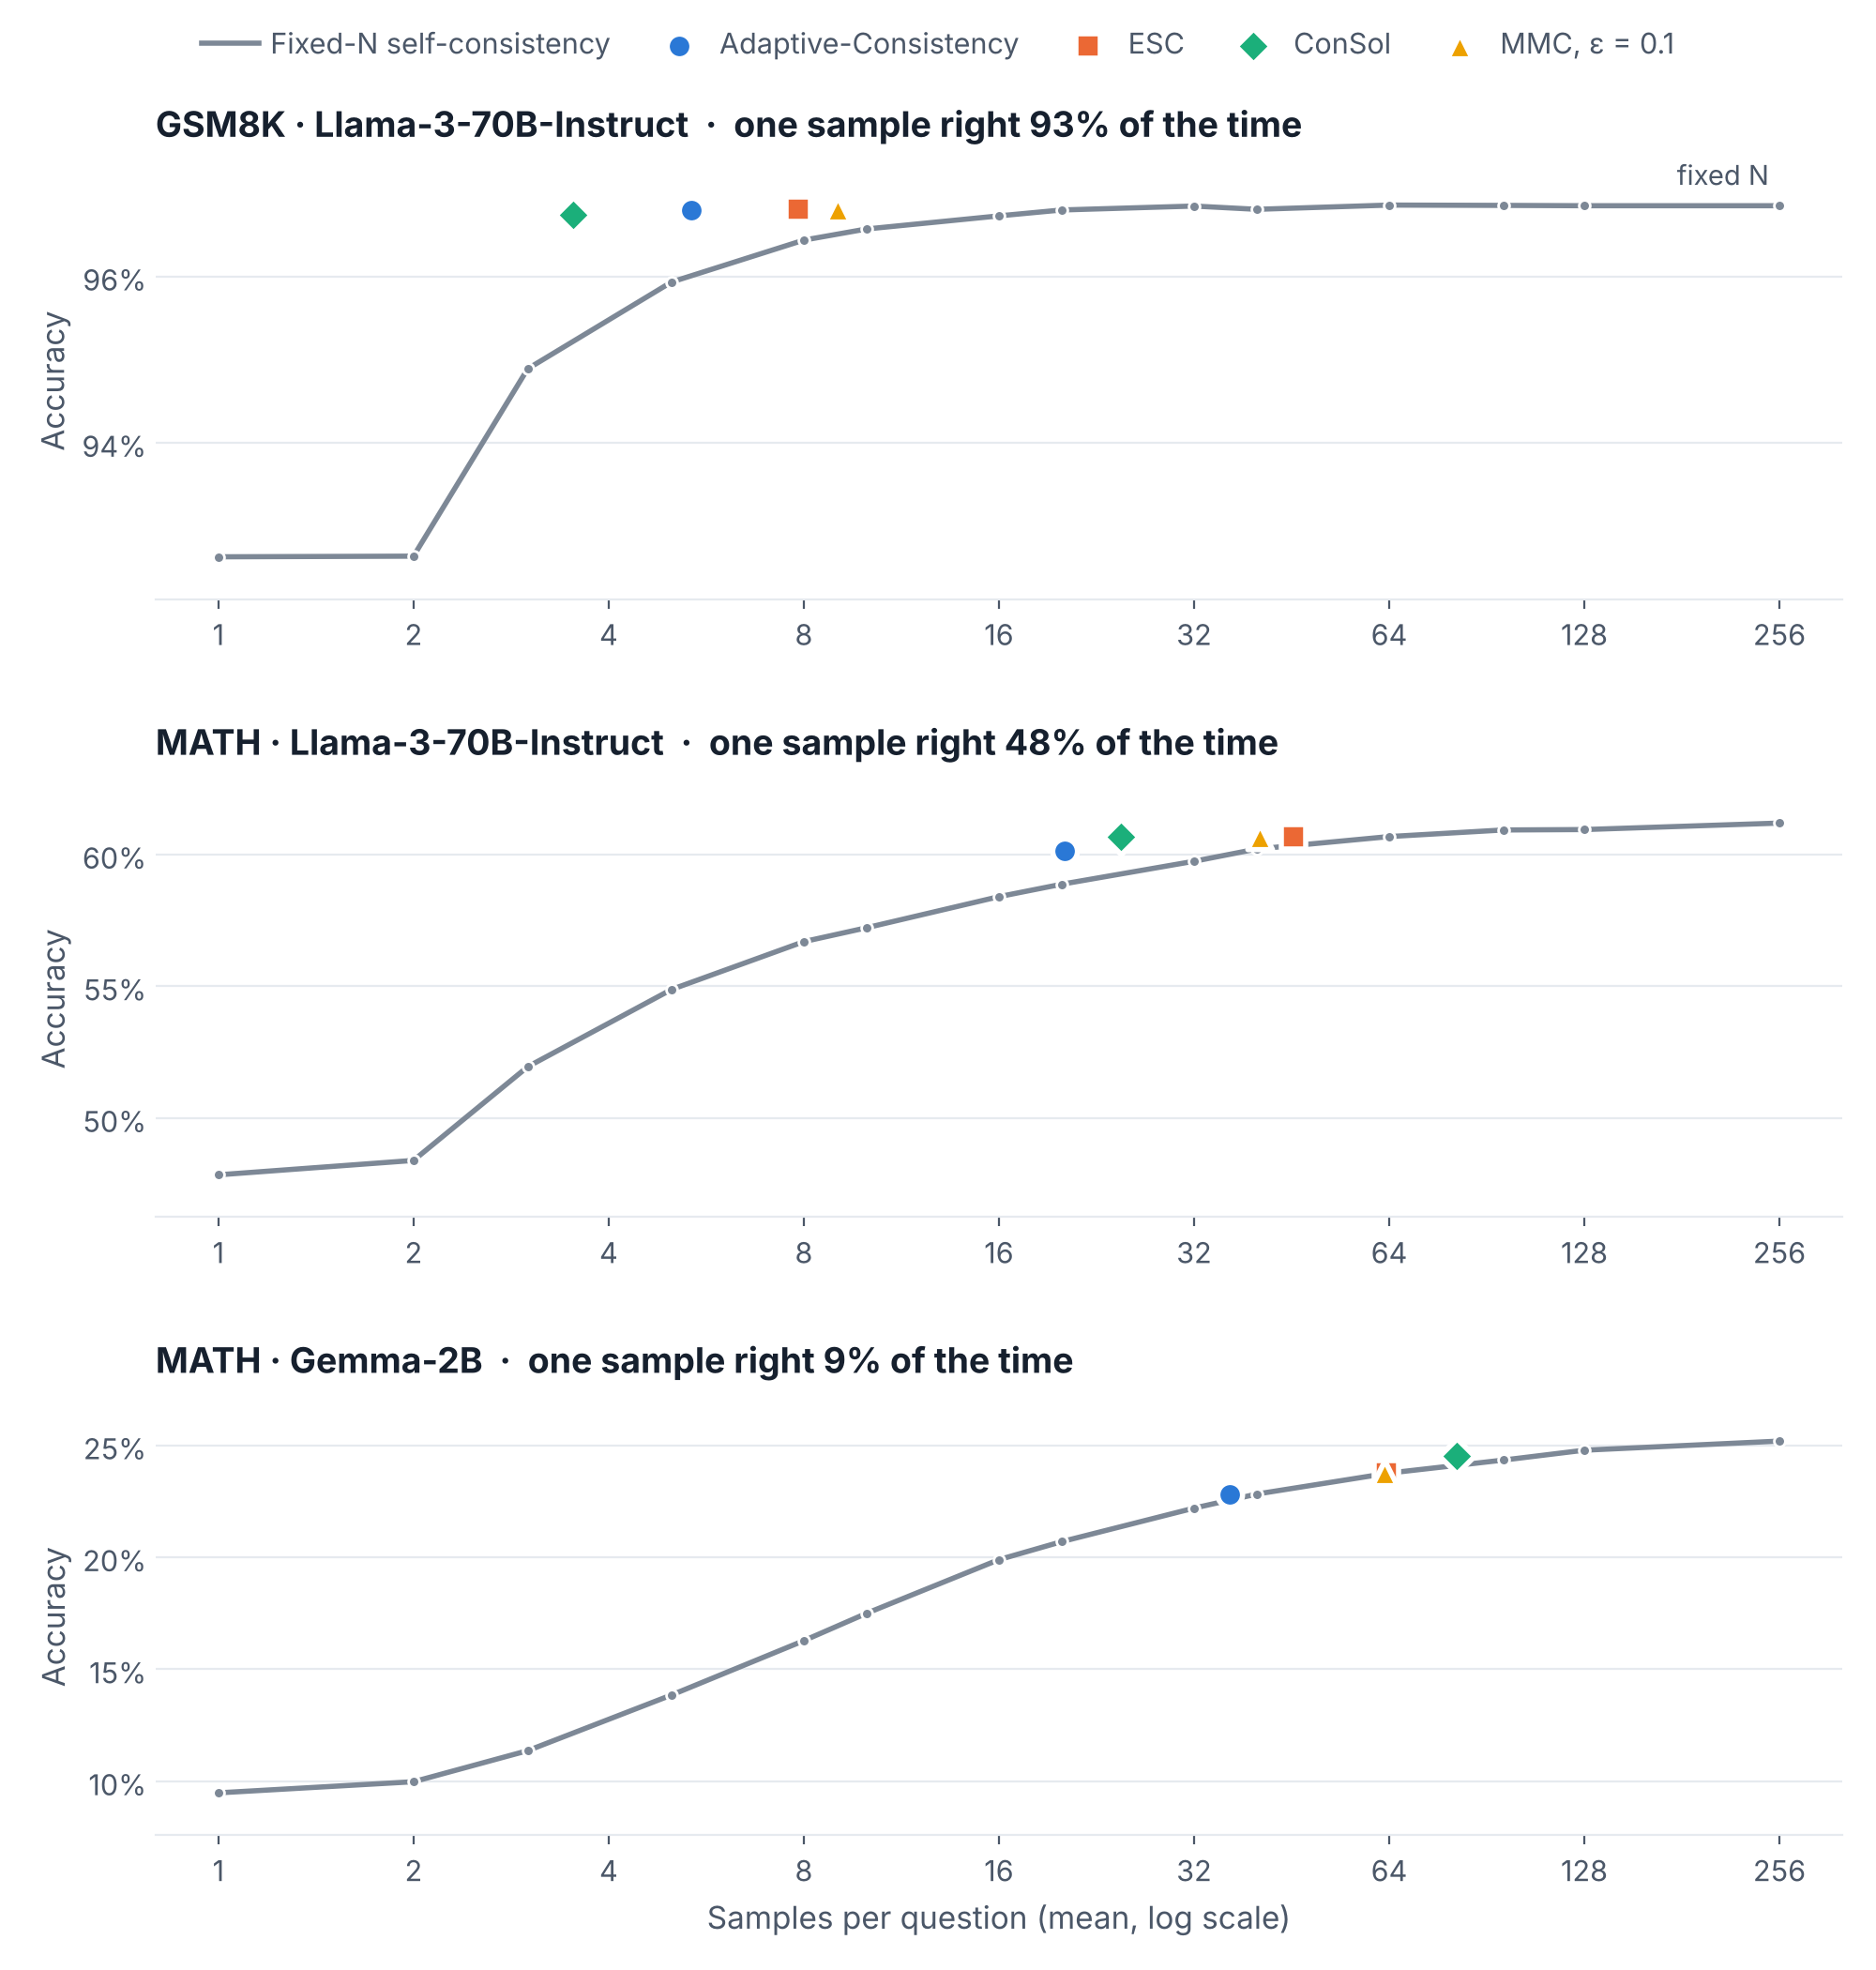 Fixed-N self-consistency Adaptive-Consistency ESC ConSol MMC, ε = 0.1
GSM8K · Llama-3-70B-Instruct · one sample right 93% of the time
fixed N
96%
94%
Accuracy
1 2 4 8 16 32 64 128 256
MATH · Llama-3-70B-Instruct · one sample right 48% of the time
60%
55%
50%
Accuracy
1 2 4 8 16 32 64 128 256
MATH · Gemma-2B · one sample right 9% of the time
25%
20%
15%
10%
Accuracy
1 2 4 8 16 32 64 128 256
Samples per question (mean, log scale)